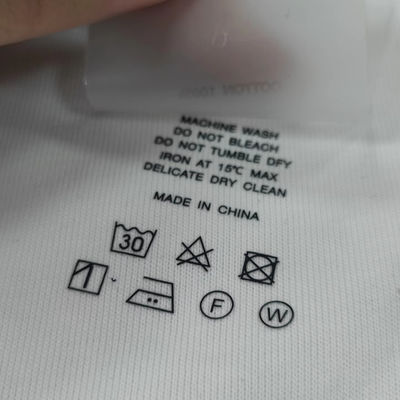 MACHINE WASH
DO NOT BLEACH
DO NOT TUMBLE DFY
IRON AT 15℃ MAX
DELICATE DRY CLEAN
MADE IN CHINA
30
F
W